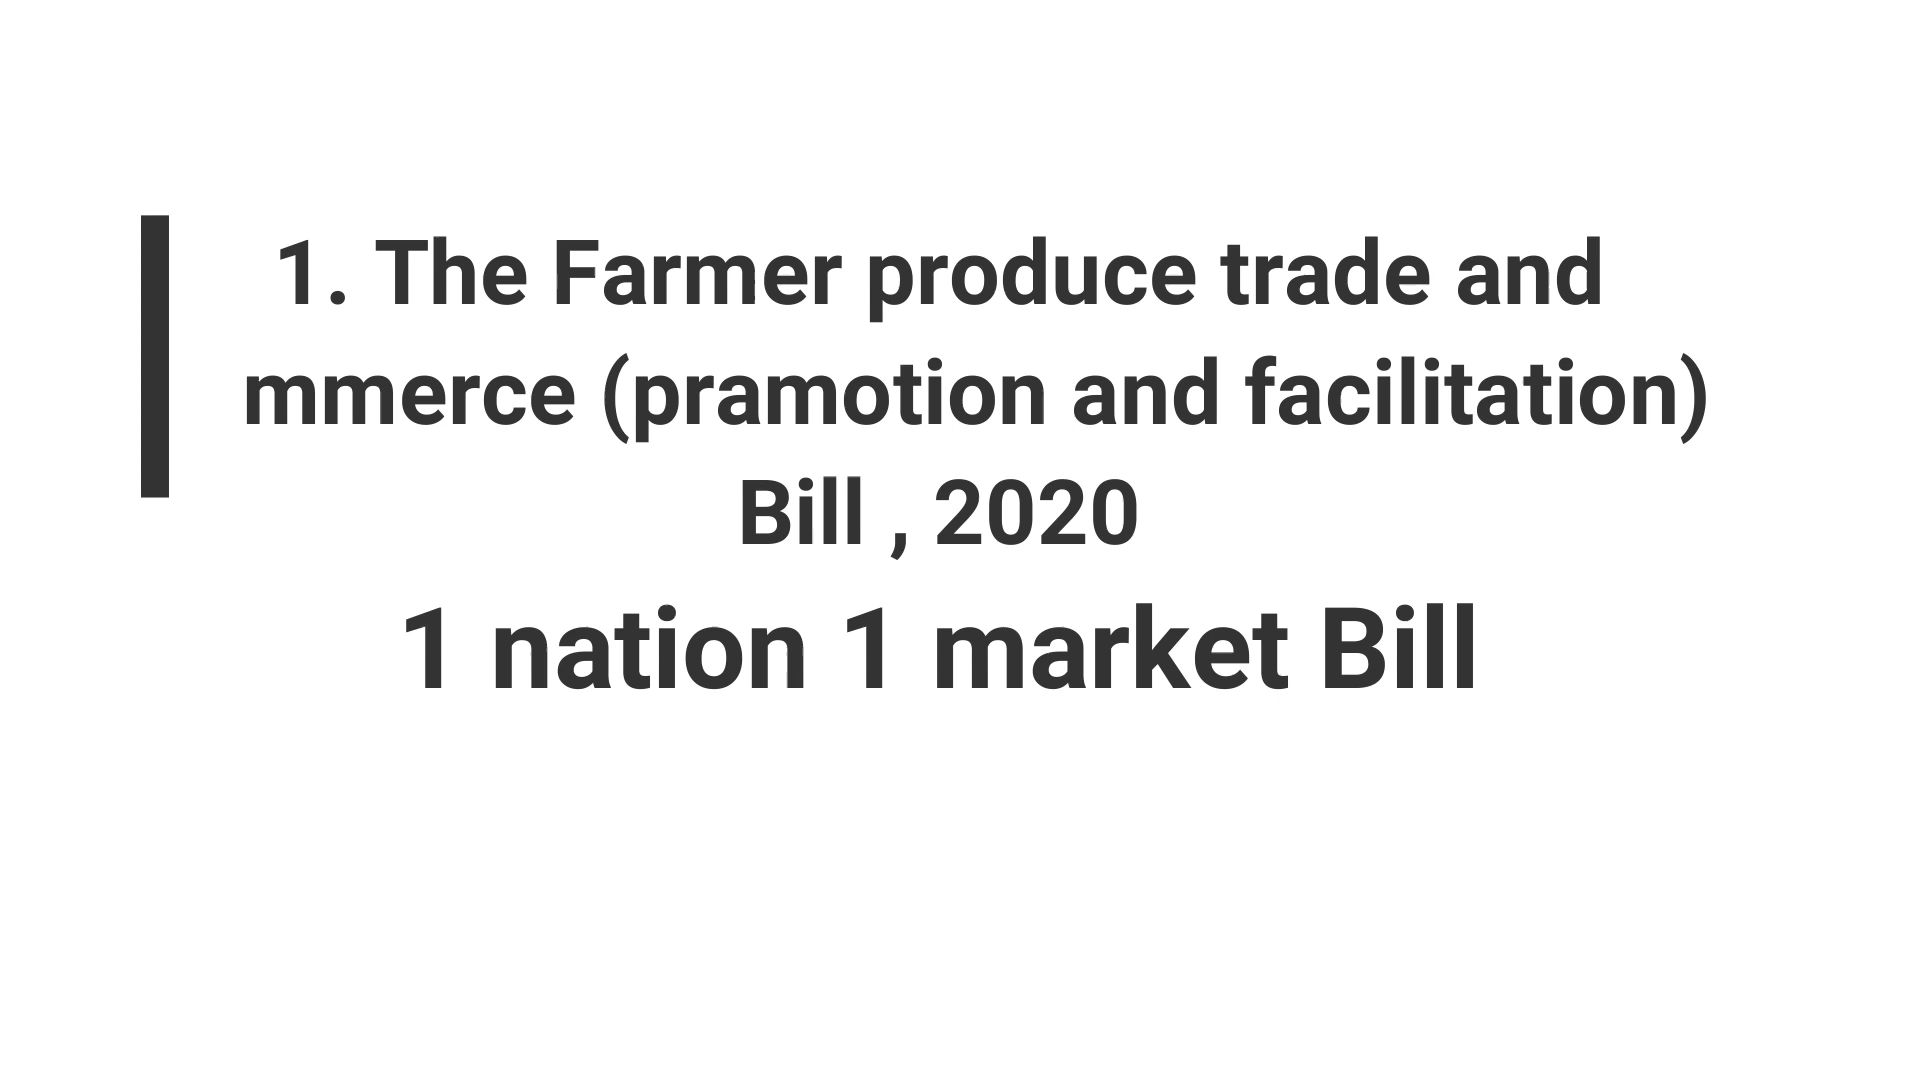 1. The Farmer produce trade and
mmerce (pramotion and facilitation)
Bill , 2020
1 nation 1 market Bill